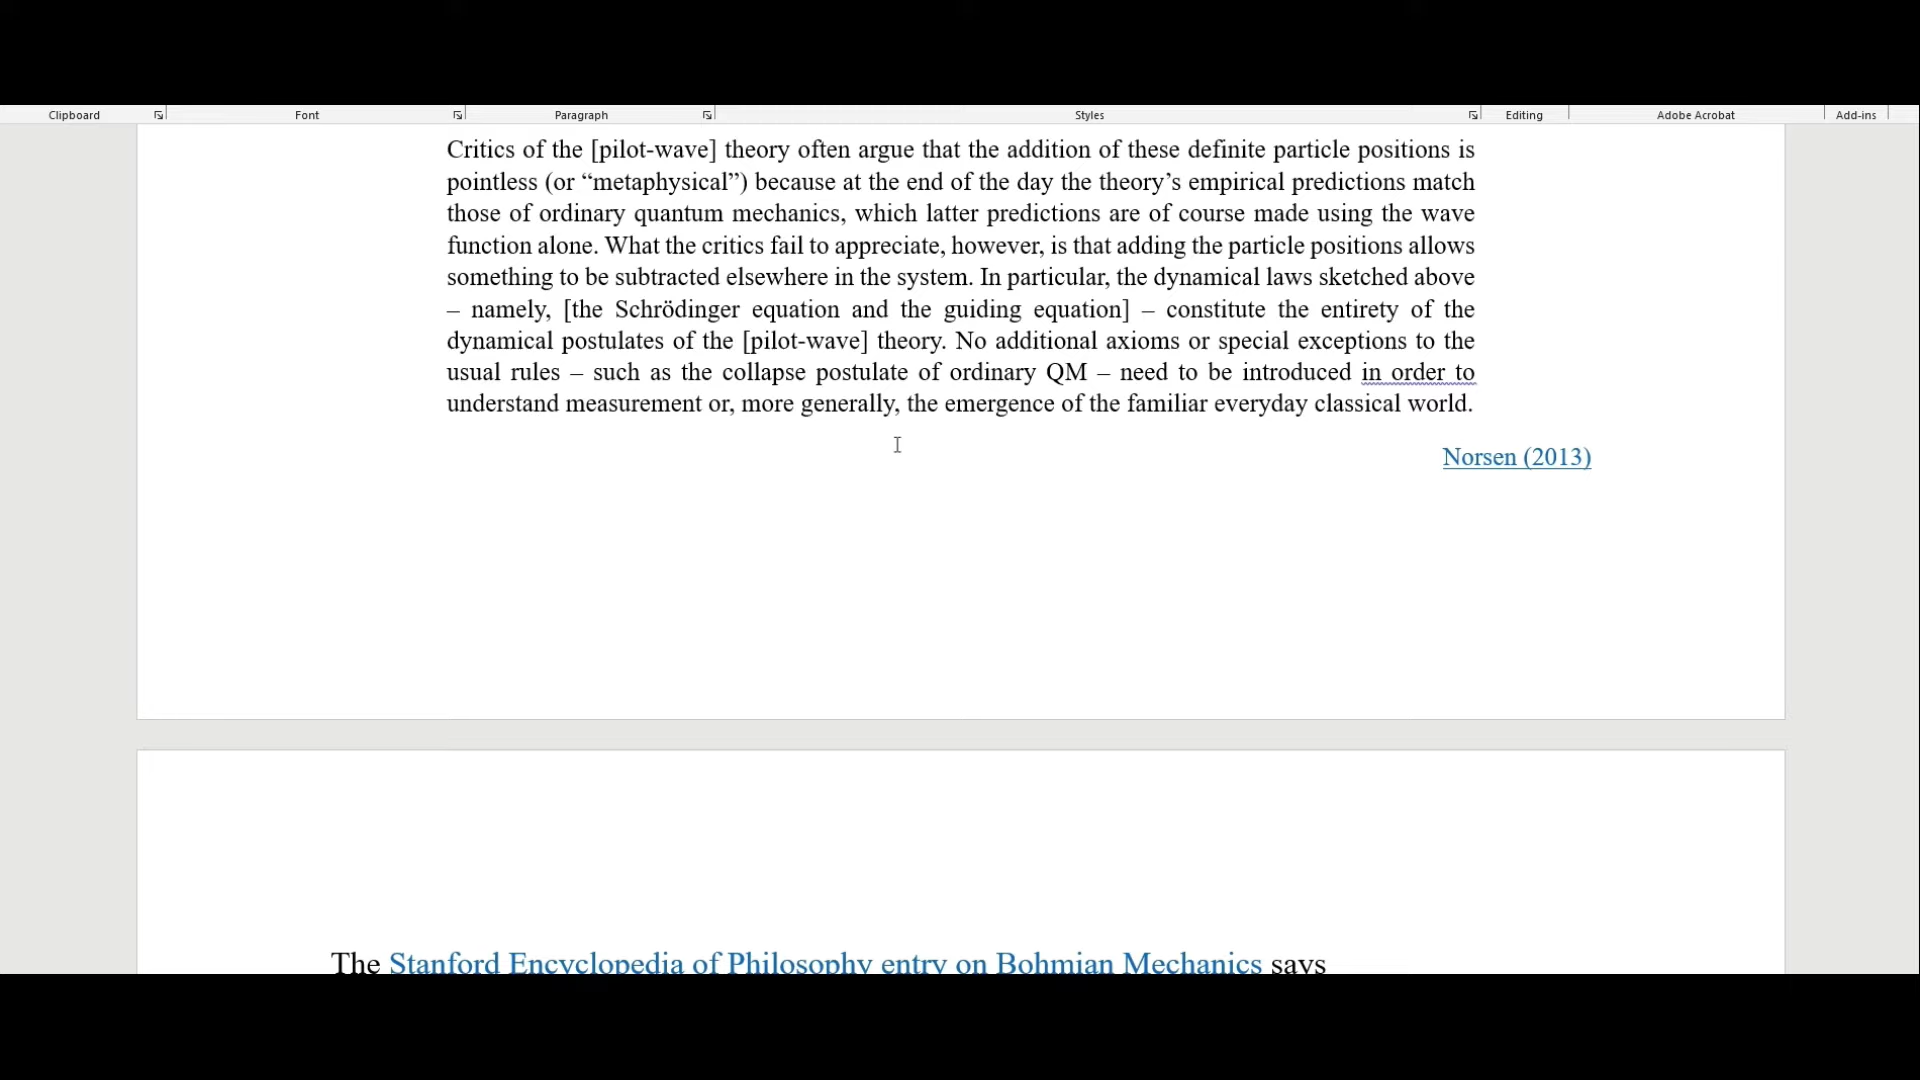 Clipboard Font Paragraph Styles Editing Adobe Acrobat Add-ins
Critics of the [pilot-wave] theory often argue that the addition of these definite particle positions is
pointless (or “metaphysical”) because at the end of the day the theory’s empirical predictions match
those of ordinary quantum mechanics, which latter predictions are of course made using the wave
function alone. What the critics fail to appreciate, however, is that adding the particle positions allows
something to be subtracted elsewhere in the system. In particular, the dynamical laws sketched above
– namely, [the Schrödinger equation and the guiding equation] – constitute the entirety of the
dynamical postulates of the [pilot-wave] theory. No additional axioms or special exceptions to the
usual rules – such as the collapse postulate of ordinary QM – need to be introduced in order to
understand measurement or, more generally, the emergence of the familiar everyday classical world.
Norsen (2013)
The Stanford Encyclopedia of Philosophy entry on Bohmian Mechanics says